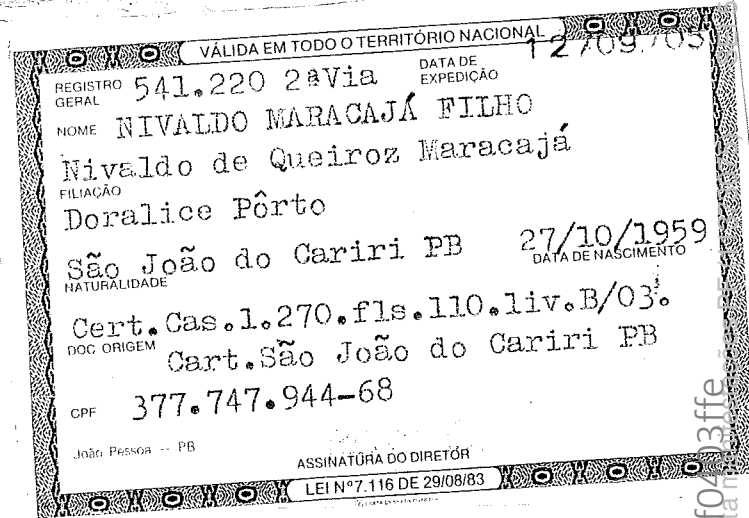 VÁLIDA EM TODO O TERRITÓRIO NACIONAL
REGISTRO GERAL 541.220 2ªVia DATA DE EXPEDIÇÃO 12/09/05
NOME NIVALDO MARACAJÁ FILHO
Nivaldo de Queiroz Maracajá
FILIAÇÃO
Doralice Pôrto
São João do Cariri PB 27/10/1959
NATURALIDADE DATA DE NASCIMENTO
Cert.Cas.1.270.fls.110.liv.B/03.
DOC ORIGEM Cart.São João do Cariri PB
CPF 377.747.944-68
João Pessoa -- PB
ASSINATURA DO DIRETOR
LEI Nº7.116 DE 29/08/83
f0403ffe